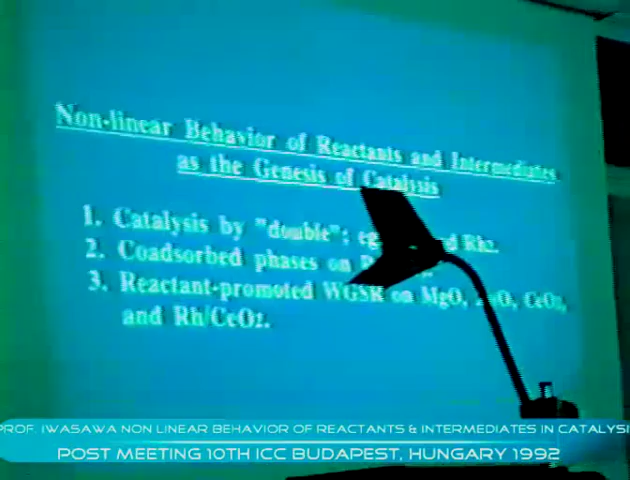 Non-linear Behavior of Reactants and Intermediates
as the Genesis of Catalysis
1. Catalysis by "double"; eg. d Rh2.
2. Coadsorbed phases on
3. Reactant-promoted WGSR on MgO, CeO2,
and Rh/CeO2.
PROF. IWASAWA NON LINEAR BEHAVIOR OF REACTANTS & INTERMEDIATES IN CATALYSI
POST MEETING 10TH ICC BUDAPEST, HUNGARY 1992